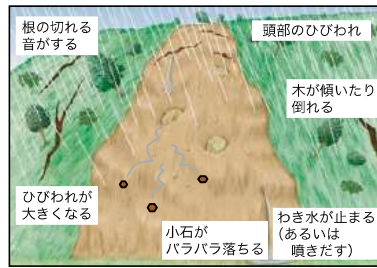 根の切れる
音がする
頭部のひびわれ
木が傾いたり
倒れる
ひびわれが
大きくなる
小石が
バラバラ落ちる
わき水が止まる
(あるいは
噴きだす)